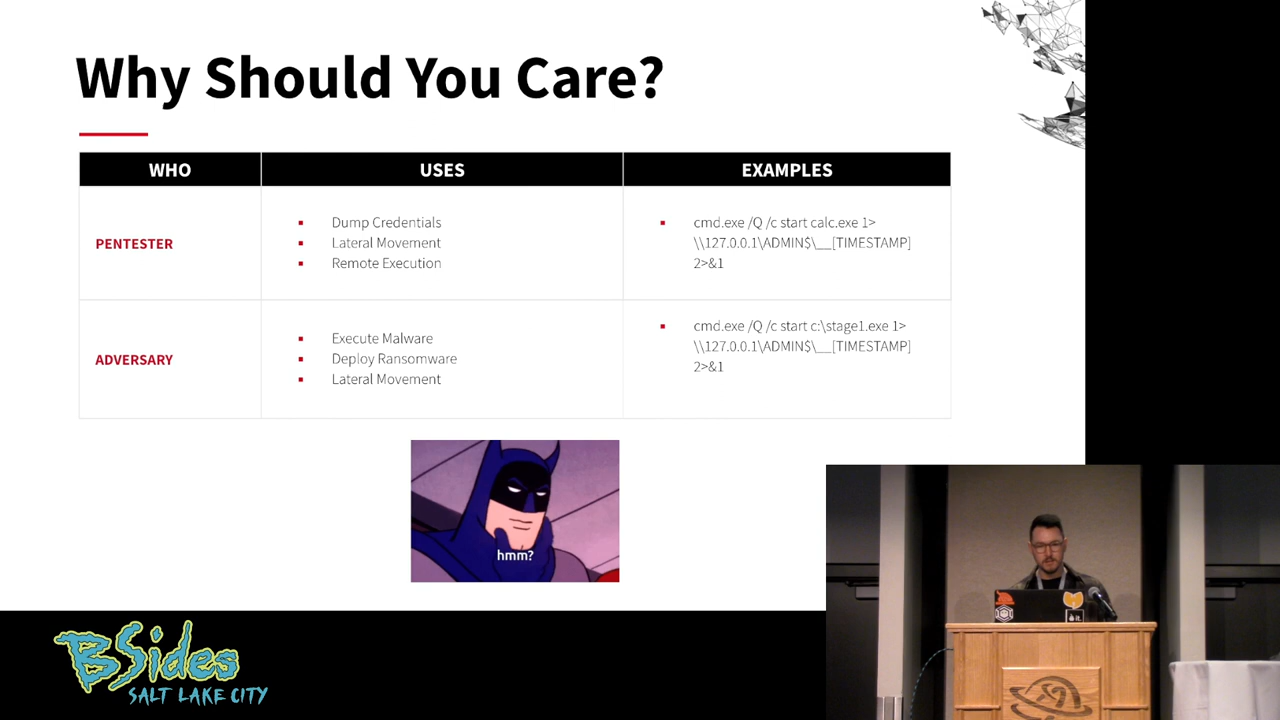 Why Should You Care?
WHO
USES
EXAMPLES
PENTESTER
Dump Credentials
Lateral Movement
Remote Execution
cmd.exe /Q /c start calc.exe 1>
\\127.0.0.1\ADMIN$\__[TIMESTAMP]
2>&1
ADVERSARY
Execute Malware
Deploy Ransomware
Lateral Movement
cmd.exe /Q /c start c:\stage1.exe 1>
\\127.0.0.1\ADMIN$\__[TIMESTAMP]
2>&1
hmm?
BSides
SALT LAKE CITY